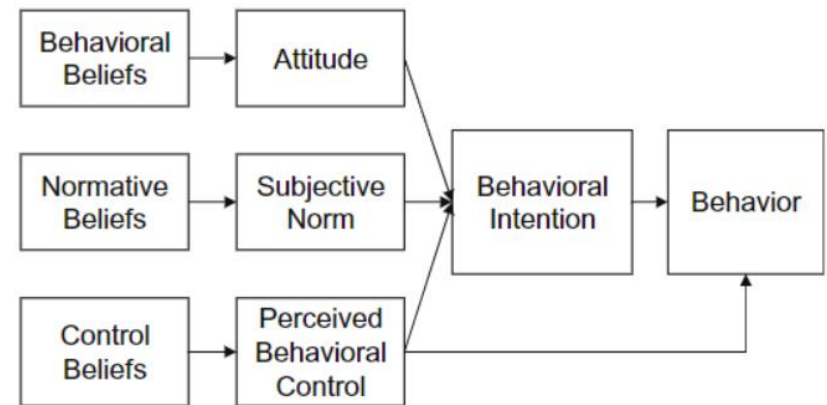 Behavioral
Beliefs
Attitude
Normative
Beliefs
Subjective
Norm
Behavioral
Intention
Behavior
Control
Beliefs
Perceived
Behavioral
Control